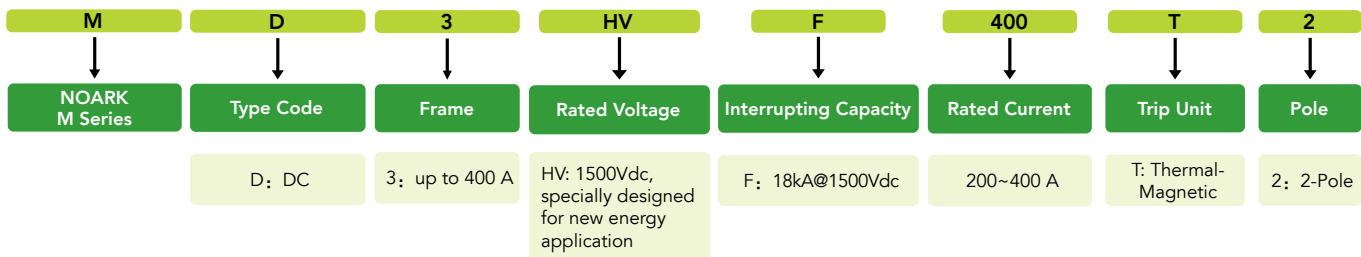 M D 3 HV F 400 T 2
NOARK
M Series
Type Code
Frame
Rated Voltage
Interrupting Capacity
Rated Current
Trip Unit
Pole
D：DC
3：up to 400 A
HV: 1500Vdc,
specially designed
for new energy
application
F：18kA@1500Vdc
200~400 A
T: Thermal-
Magnetic
2：2-Pole